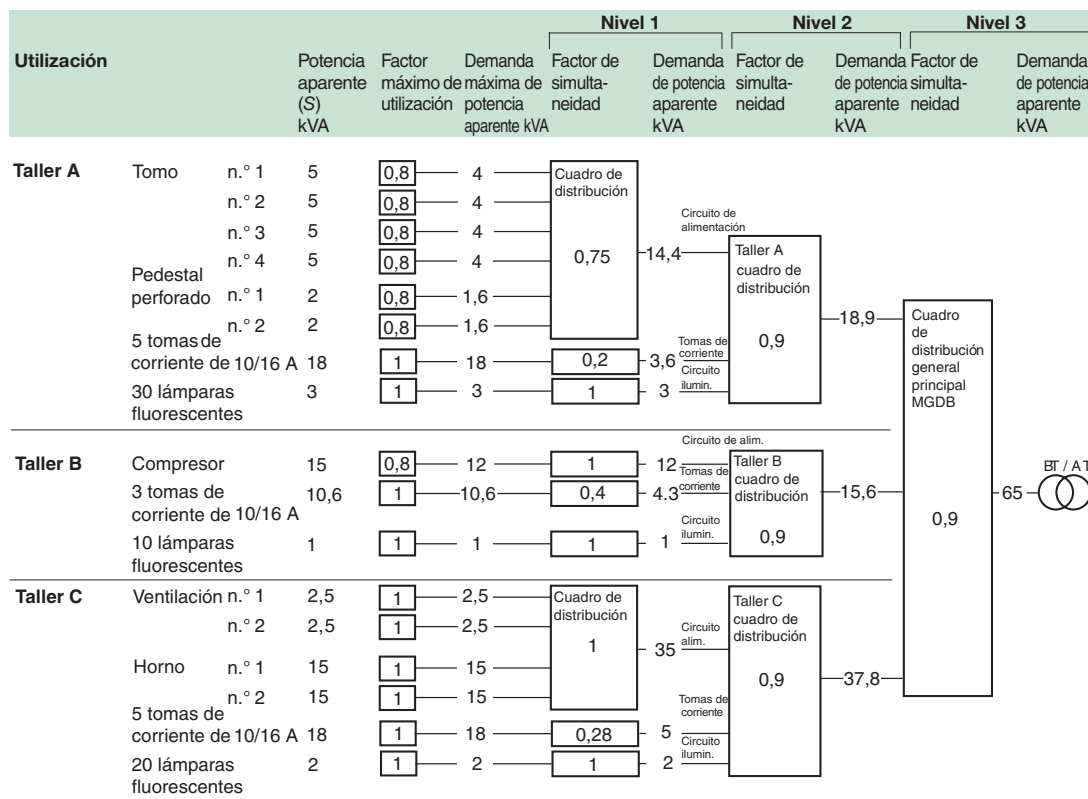 Nivel 1 Nivel 2 Nivel 3
Utilización Potencia Factor Demanda Factor de Demanda Factor de Demanda Factor de Demanda
aparente máximo de máxima de simulta- de potencia simulta- de potencia simulta- de potencia
(S) utilización potencia neidad aparente neidad aparente neidad aparente
kVA aparente kVA kVA kVA kVA
Taller A Tomo n.° 1 5 0,8 4 Cuadro de
distribución
n.° 2 5 0,8 4
Circuito de
alimentación
n.° 3 5 0,8 4
n.° 4 5 0,8 4 0,75 14,4 Taller A
cuadro de
distribución
Pedestal
perforado n.° 1 2 0,8 1,6
n.° 2 2 0,8 1,6 0,9 18,9 Cuadro
de
distribución
general
principal
MGDB
5 tomas de
corriente de 10/16 A 18 1 18 0,2 3,6 Tomas de
corriente
30 lámparas 3 1 3 1 3 Circuito
ilumin.
fluorescentes
Circuito de alim.
Taller B Compresor 15 0,8 12 1 12 Taller B
cuadro de
distribución
3 tomas de 10,6 1 10,6 0,4 4.3 Tomas de
corriente
corriente de 10/16 A
15,6 0,9 65 BT / AT
10 lámparas 1 1 1 1 1 Circuito
ilumin.
0,9
fluorescentes
Taller C Ventilación n.° 1 2,5 1 2,5 Cuadro de
distribución
Taller C
cuadro de
distribución
n.° 2 2,5 1 2,5
1 35 Circuito
alim.
Horno n.° 1 15 1 15
0,9 37,8
n.° 2 15 1 15
5 tomas de
corriente de 10/16 A 18 1 18 0,28 5 Tomas de
corriente
20 lámparas 2 1 2 1 2 Circuito
ilumin.
fluorescentes